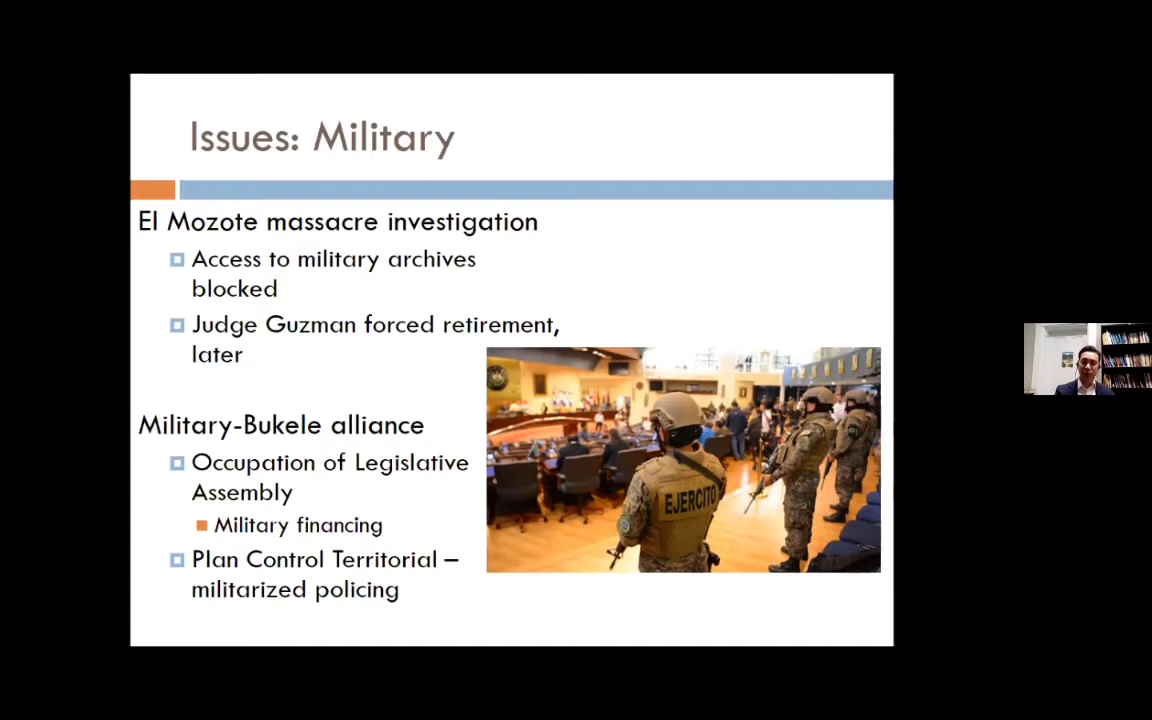 Issues: Military
El Mozote massacre investigation
Access to military archives
blocked
Judge Guzman forced retirement,
later
Military-Bukele alliance
Occupation of Legislative
Assembly
Military financing
Plan Control Territorial –
militarized policing
EJERCITO